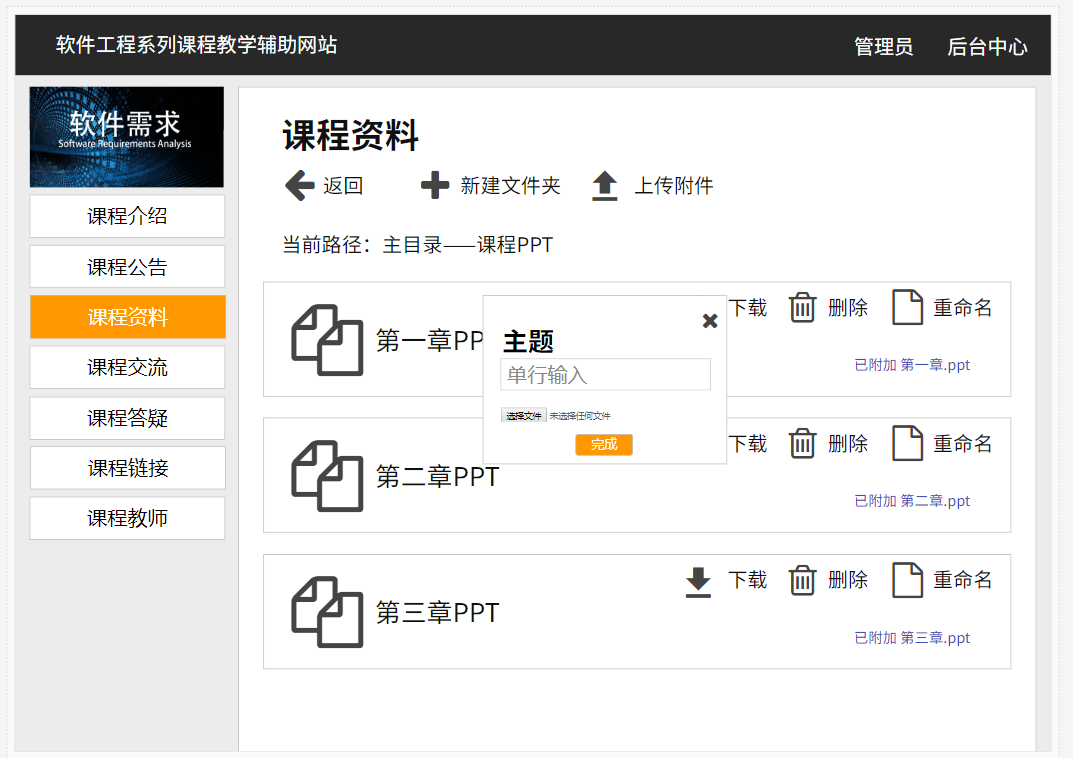 软件工程系列课程教学辅助网站
管理员
后台中心
软件需求
Software Requirements Analysis
课程介绍
课程公告
课程资料
课程交流
课程答疑
课程链接
课程教师
课程资料
返回
新建文件夹
上传附件
当前路径：主目录——课程PPT
第一章PP
下载
删除
重命名
已附加 第一章.ppt
主题
单行输入
选择文件 未选择任何文件
完成
第二章PPT
下载
删除
重命名
已附加 第二章.ppt
第三章PPT
下载
删除
重命名
已附加 第三章.ppt